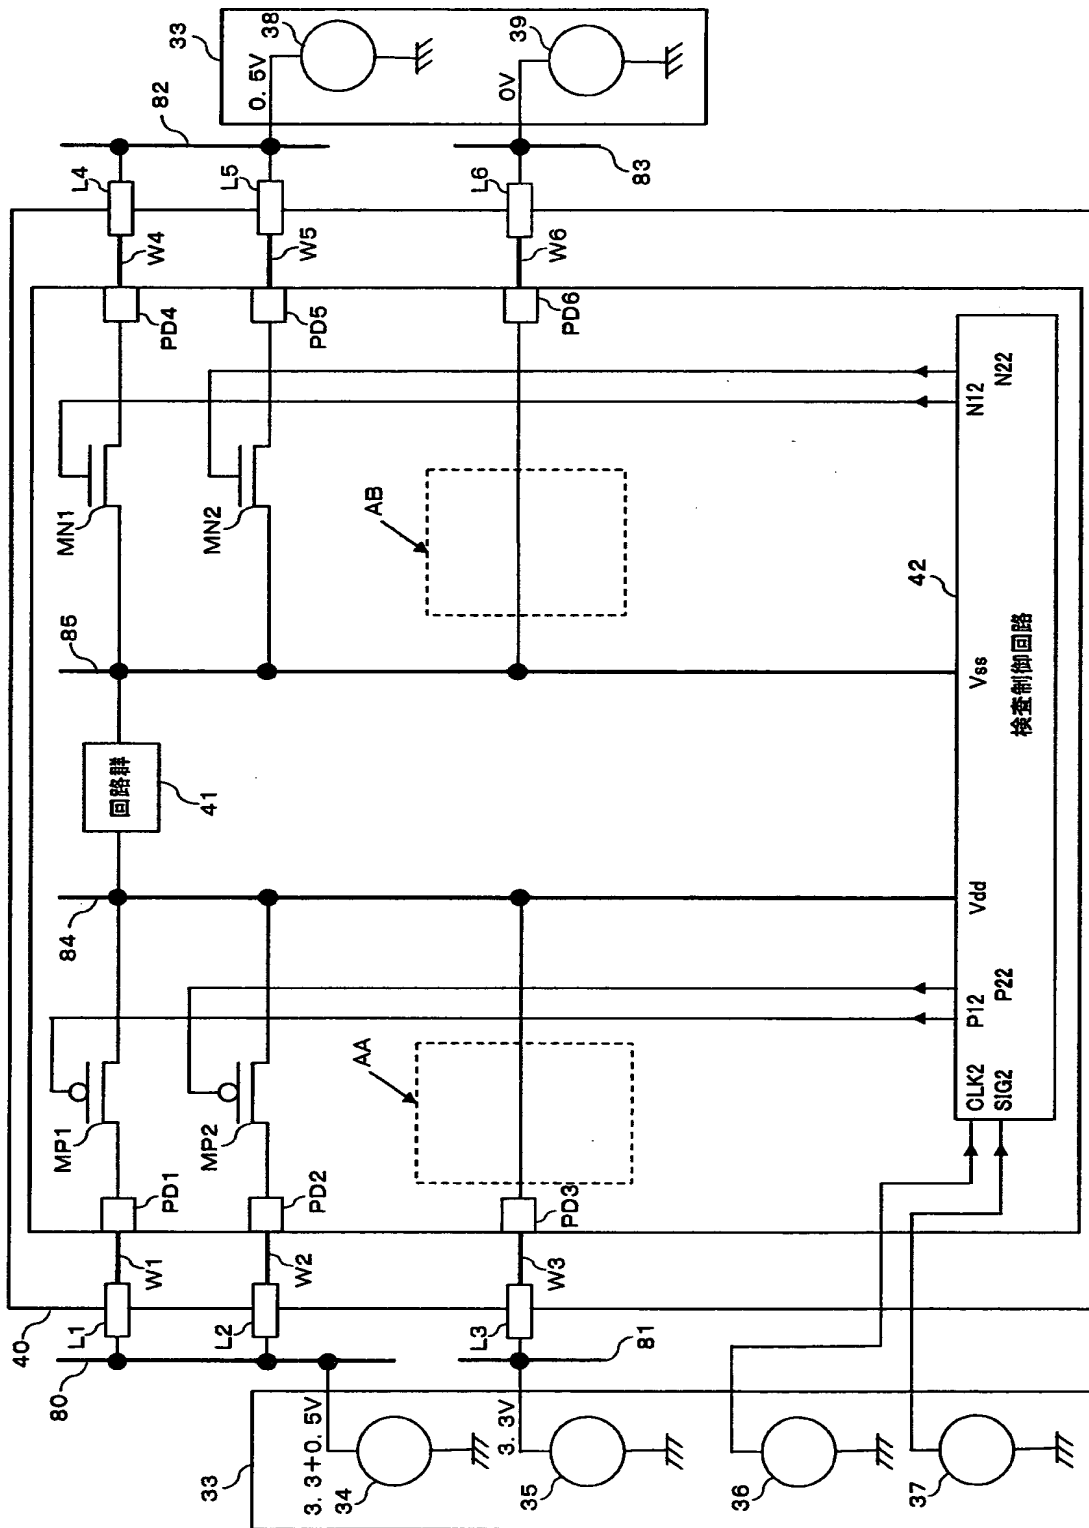 33
38
0. 5V
39
0V
82
83
L4
L5
L6
W4
W5
W6
PD4
PD5
PD6
MN1
MN2
AB
N12
N22
42
85
Vss
検査制御回路
回路群
41
84
Vdd
P12
P22
AA
CLK2
SIG2
MP1
MP2
PD1
PD2
PD3
W1
W2
W3
40
L1
L2
L3
80
81
33
3. 3+0. 5V
34
3. 3V
35
36
37